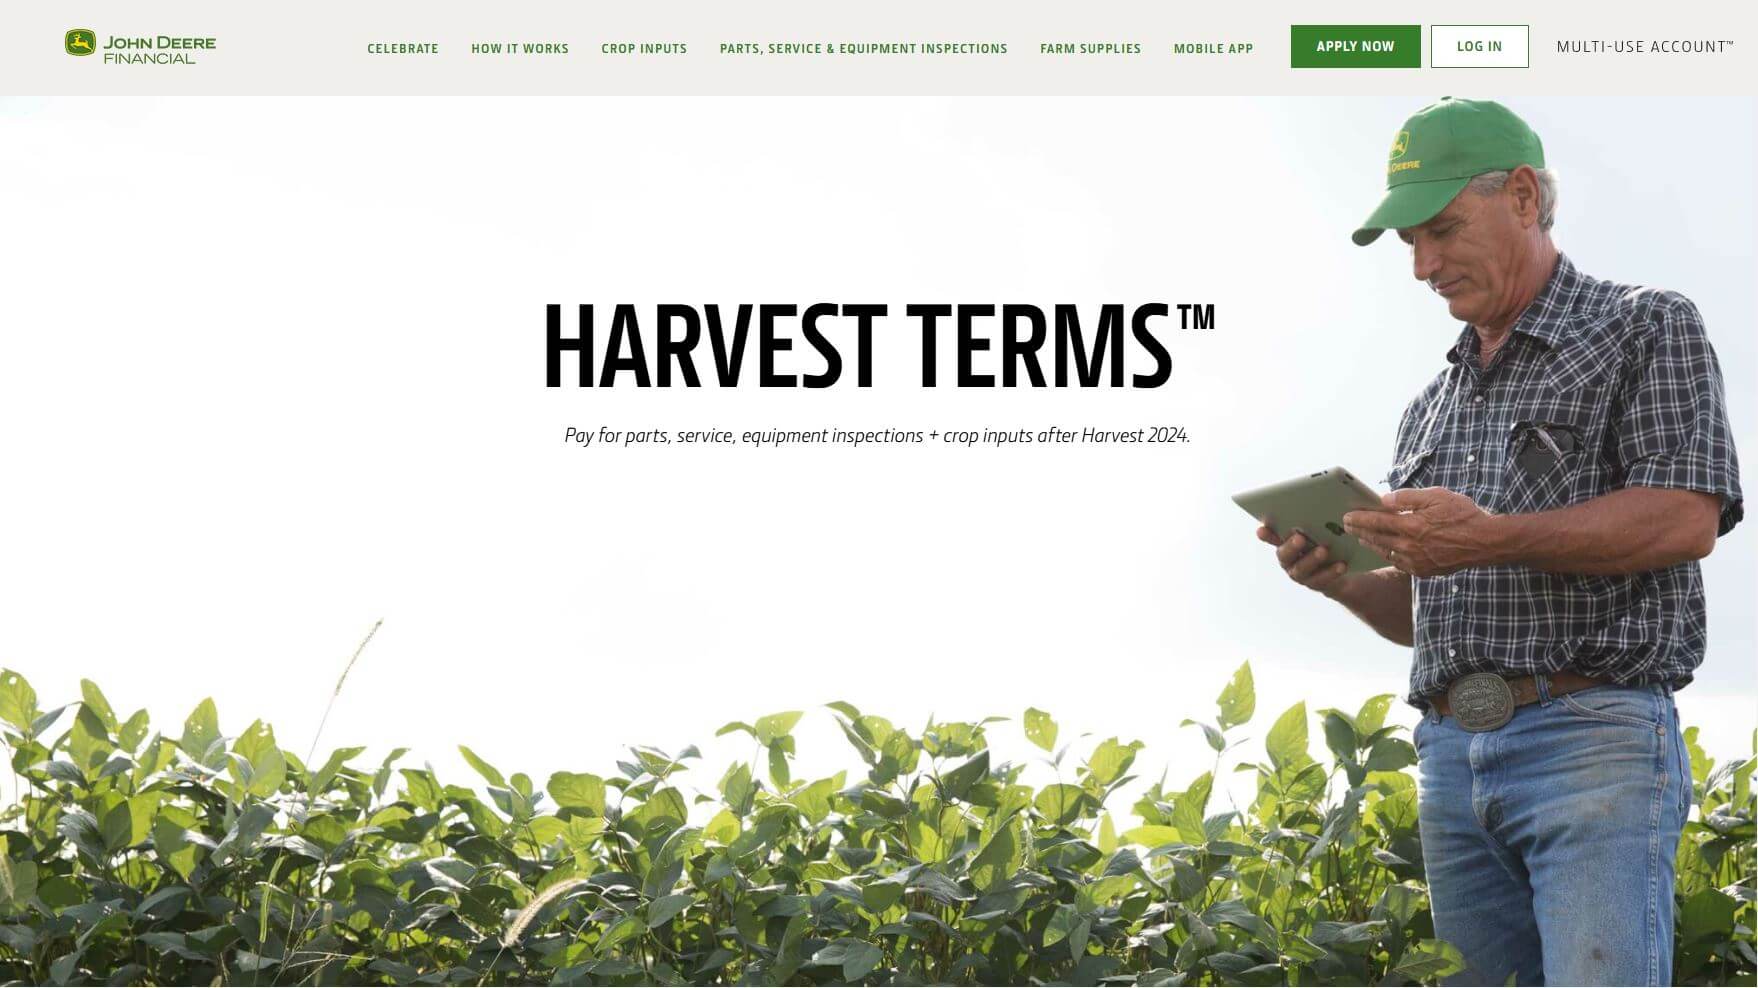 JOHN DEERE
FINANCIAL
CELEBRATE
HOW IT WORKS
CROP INPUTS
PARTS, SERVICE & EQUIPMENT INSPECTIONS
FARM SUPPLIES
MOBILE APP
APPLY NOW
LOG IN
MULTI-USE ACCOUNT™
HARVEST TERMS™
Pay for parts, service, equipment inspections + crop inputs after Harvest 2024.
DEERE